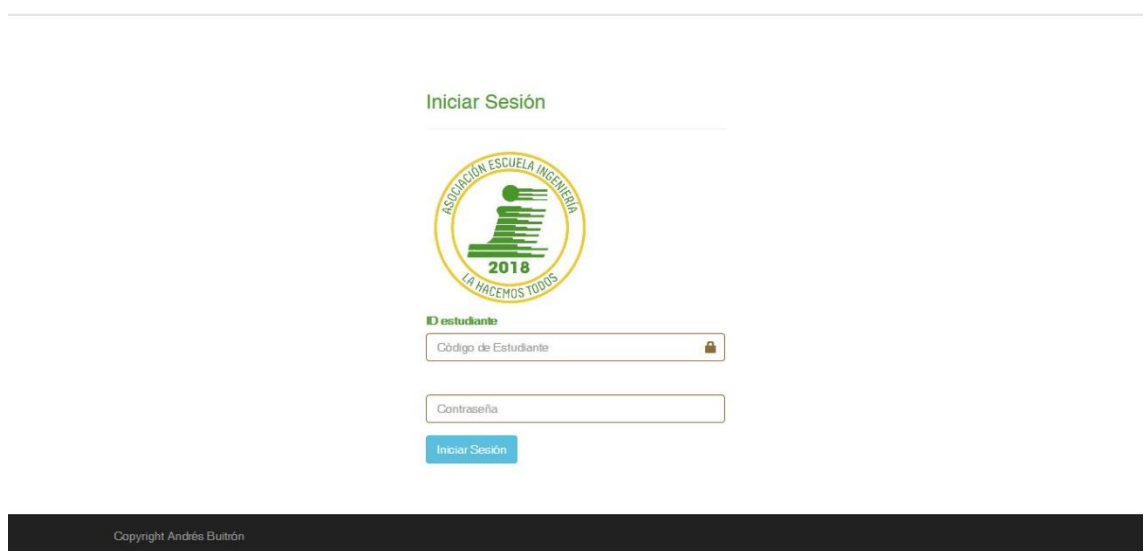 Iniciar Sesión
ASOCIACIÓN ESCUELA INGENIERÍA
2018
LA HACEMOS TODOS
ID estudiante
Código de Estudiante
Contraseña
Iniciar Sesión
Copyright Andrés Buitrón